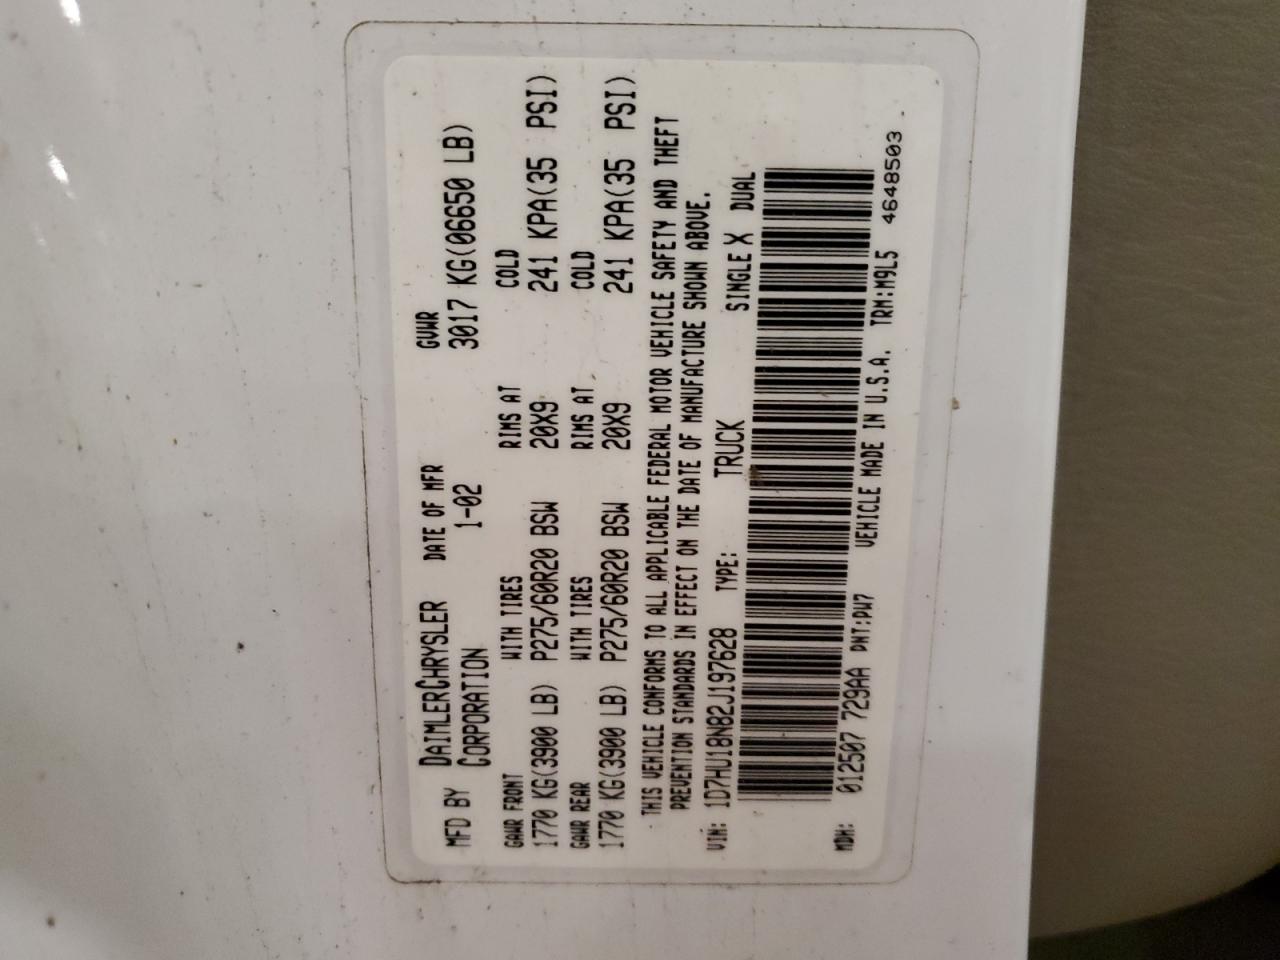 MFD BY DAIMLERCHRYSLER CORPORATION DATE OF MFR 1-02 GVWR 3017 KG(06650 LB)
GAWR FRONT WITH TIRES RIMS AT COLD
1770 KG(3900 LB) P275/60R20 BSW 20X9 241 KPA(35 PSI)
GAWR REAR WITH TIRES RIMS AT COLD
1770 KG(3900 LB) P275/60R20 BSW 20X9 241 KPA(35 PSI)
THIS VEHICLE CONFORMS TO ALL APPLICABLE FEDERAL MOTOR VEHICLE SAFETY AND THEFT
PREVENTION STANDARDS IN EFFECT ON THE DATE OF MANUFACTURE SHOWN ABOVE.
VIN: 1D7HU18N82J197628 TYPE: TRUCK SINGLE X DUAL
MDH: 012507 729AA PNT:PW7 VEHICLE MADE IN U.S.A. TRM:M9L5
4648503